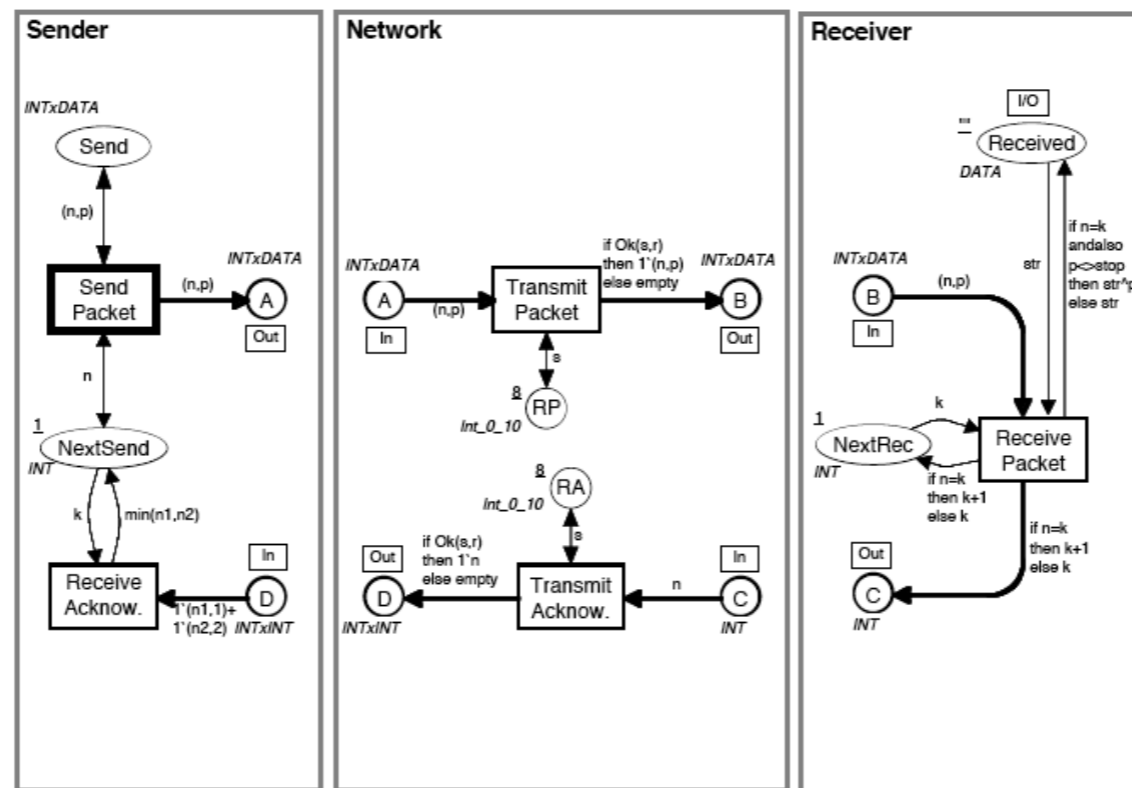 Sender
INTxDATA
Send
(n,p)
Send
Packet
(n,p)
INTxDATA
A
Out
n
1
NextSend
INT
k
min(n1,n2)
Receive
Acknow.
In
D
1`(n1,1)+
1`(n2,2)
INTxINT
Network
INTxDATA
A
In
(n,p)
Transmit
Packet
if Ok(s,r)
then 1`(n,p)
else empty
INTxDATA
B
Out
s
8
RP
Int_0_10
8
RA
Int_0_10
s
Out
D
INTxINT
if Ok(s,r)
then 1`n
else empty
Transmit
Acknow.
n
In
C
INT
Receiver
I/O
""
Received
DATA
str
if n=k
andalso
p<>stop
then str^p
else str
INTxDATA
B
In
(n,p)
1
NextRec
INT
k
if n=k
then k+1
else k
Receive
Packet
if n=k
then k+1
else k
Out
C
INT